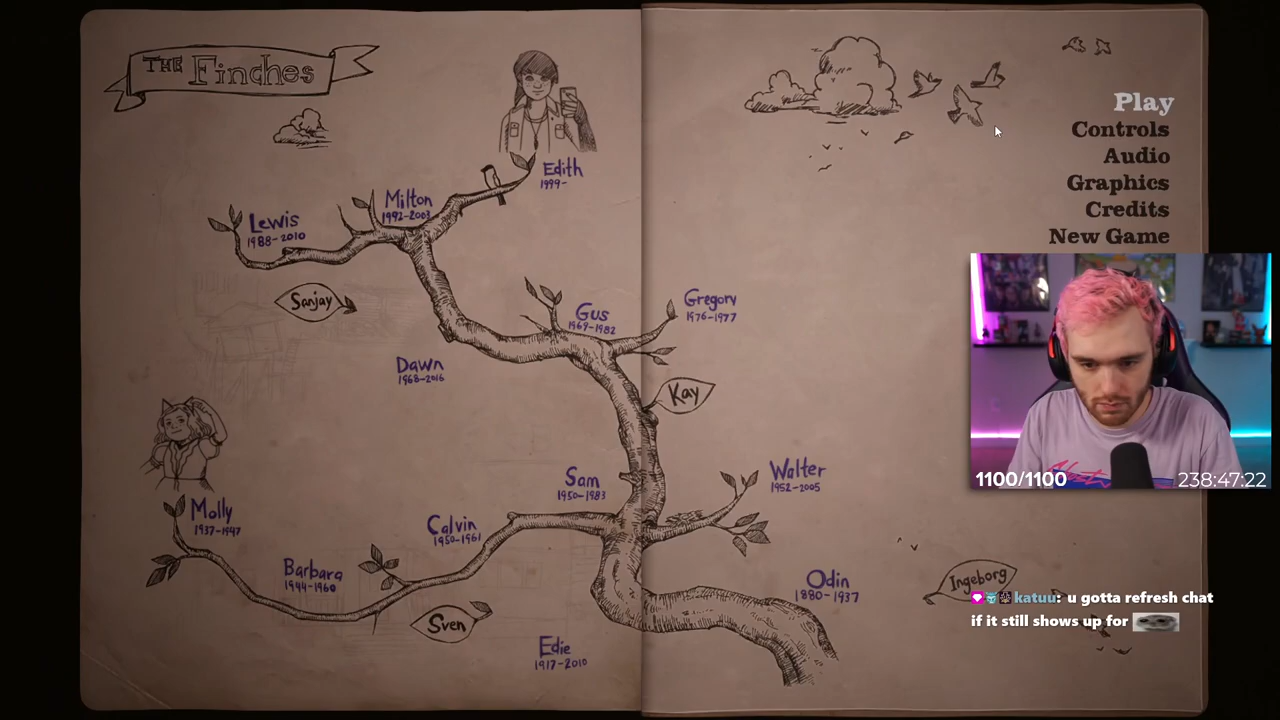 THE Finches
Edith
1999-
Milton
1992-2003
Lewis
1988-2010
Sanjay
Gus
1969-1982
Gregory
1976-1977
Dawn
1968-2016
Kay
Sam
1950-1983
Walter
1952-2005
Molly
1937-1947
Calvin
1950-1961
Barbara
1944-1960
Sven
Odin
1880-1937
Ingeborg
Edie
1917-2010
Play
Controls
Audio
Graphics
Credits
New Game
1100/1100
238:47:22
katuu: u gotta refresh chat
if it still shows up for